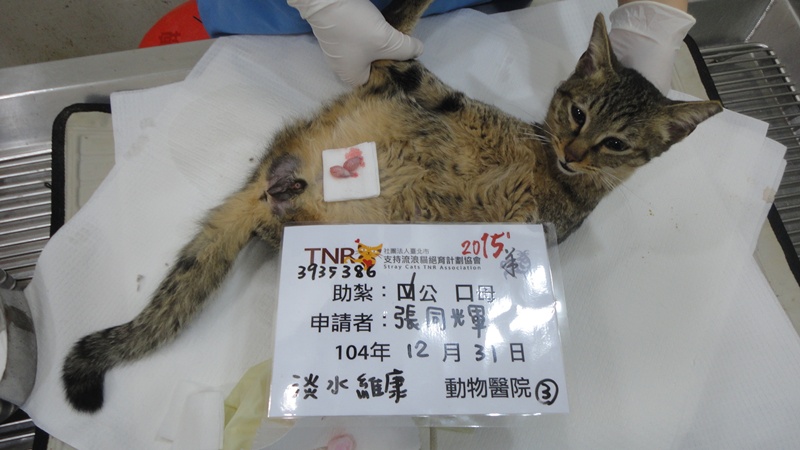 TNR 社團法人臺北市 2015
支持流浪貓絕育計劃協會
Stray Cats TNR Association
3935386
助紮:☑公 口母
申請者:張同輝
104年 12 月 31 日
淡水維康 動物醫院 ③